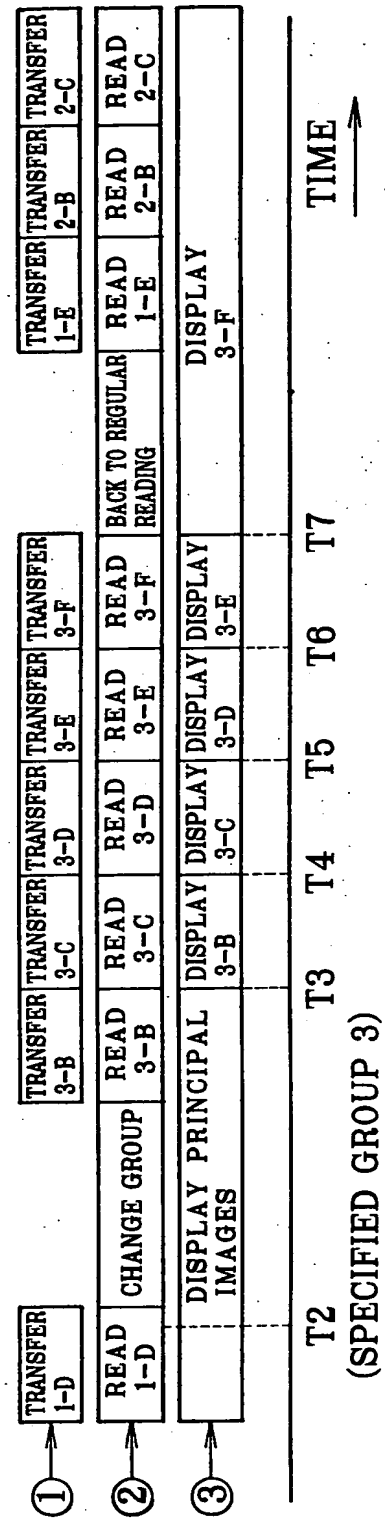 ①
TRANSFER
1-D
TRANSFER
3-B
TRANSFER
3-C
TRANSFER
3-D
TRANSFER
3-E
TRANSFER
3-F
TRANSFER
1-E
TRANSFER
2-B
TRANSFER
2-C
②
READ
1-D
CHANGE GROUP
READ
3-B
READ
3-C
READ
3-D
READ
3-E
READ
3-F
BACK TO REGULAR
READING
READ
1-E
READ
2-B
READ
2-C
③
DISPLAY PRINCIPAL
IMAGES
DISPLAY
3-B
DISPLAY
3-C
DISPLAY
3-D
DISPLAY
3-E
DISPLAY
3-F
T2
T3
T4
T5
T6
T7
TIME
(SPECIFIED GROUP 3)